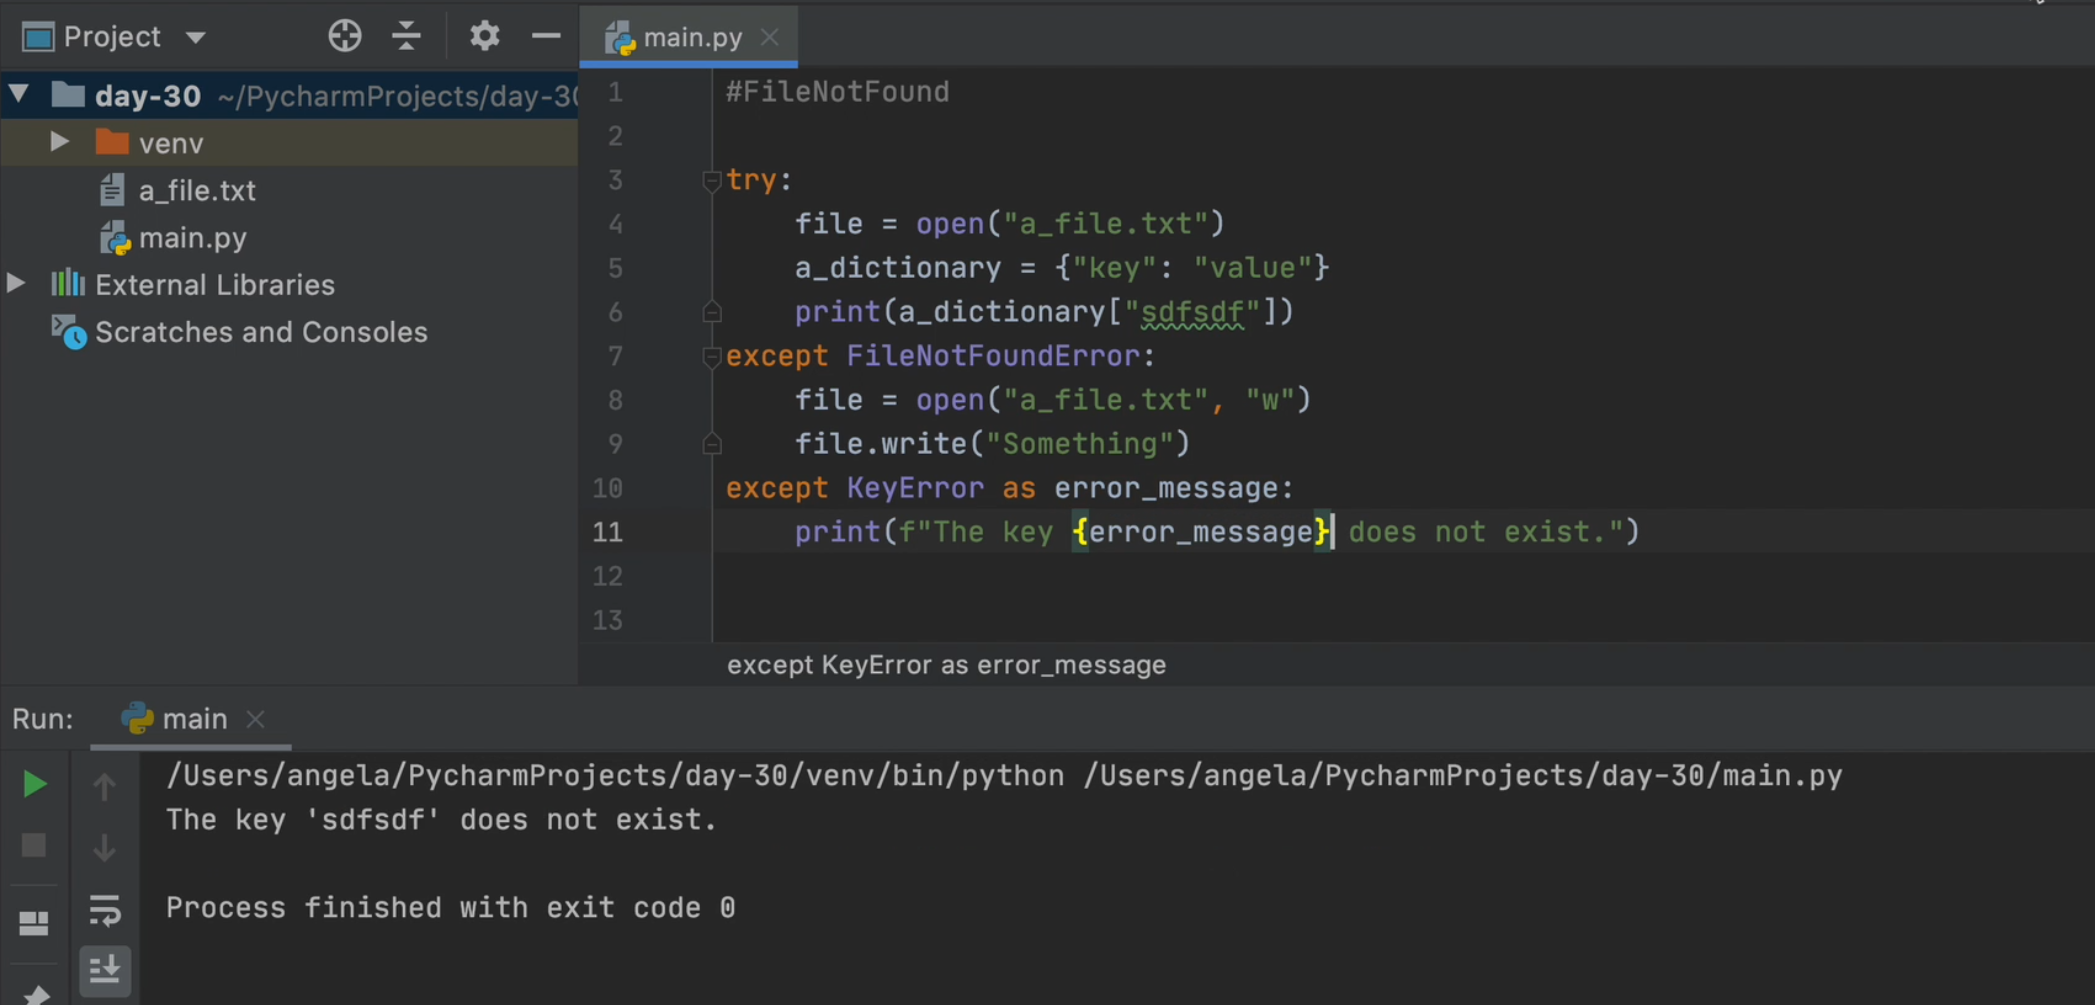 Project
main.py
day-30 ~/PycharmProjects/day-30
venv
a_file.txt
main.py
External Libraries
Scratches and Consoles
1 #FileNotFound
2
3 try:
4 file = open("a_file.txt")
5 a_dictionary = {"key": "value"}
6 print(a_dictionary["sdfsdf"])
7 except FileNotFoundError:
8 file = open("a_file.txt", "w")
9 file.write("Something")
10 except KeyError as error_message:
11 print(f"The key {error_message} does not exist.")
12
13
except KeyError as error_message
Run: main
/Users/angela/PycharmProjects/day-30/venv/bin/python /Users/angela/PycharmProjects/day-30/main.py
The key 'sdfsdf' does not exist.
Process finished with exit code 0